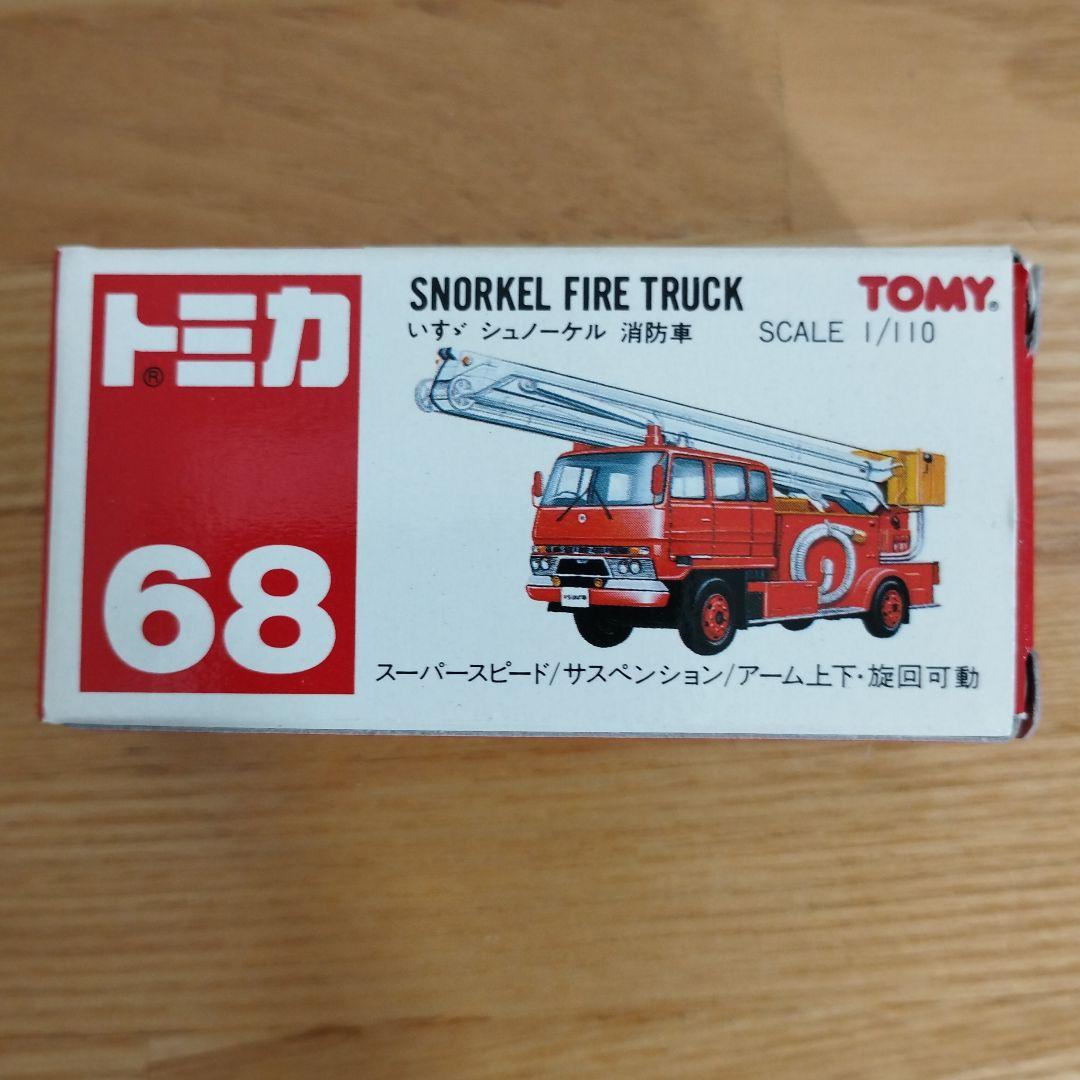 トミカ
®
68
SNORKEL FIRE TRUCK
いすゞ シュノーケル 消防車
TOMY®
SCALE 1/110
スーパースピード/サスペンション/アーム上下・旋回可動